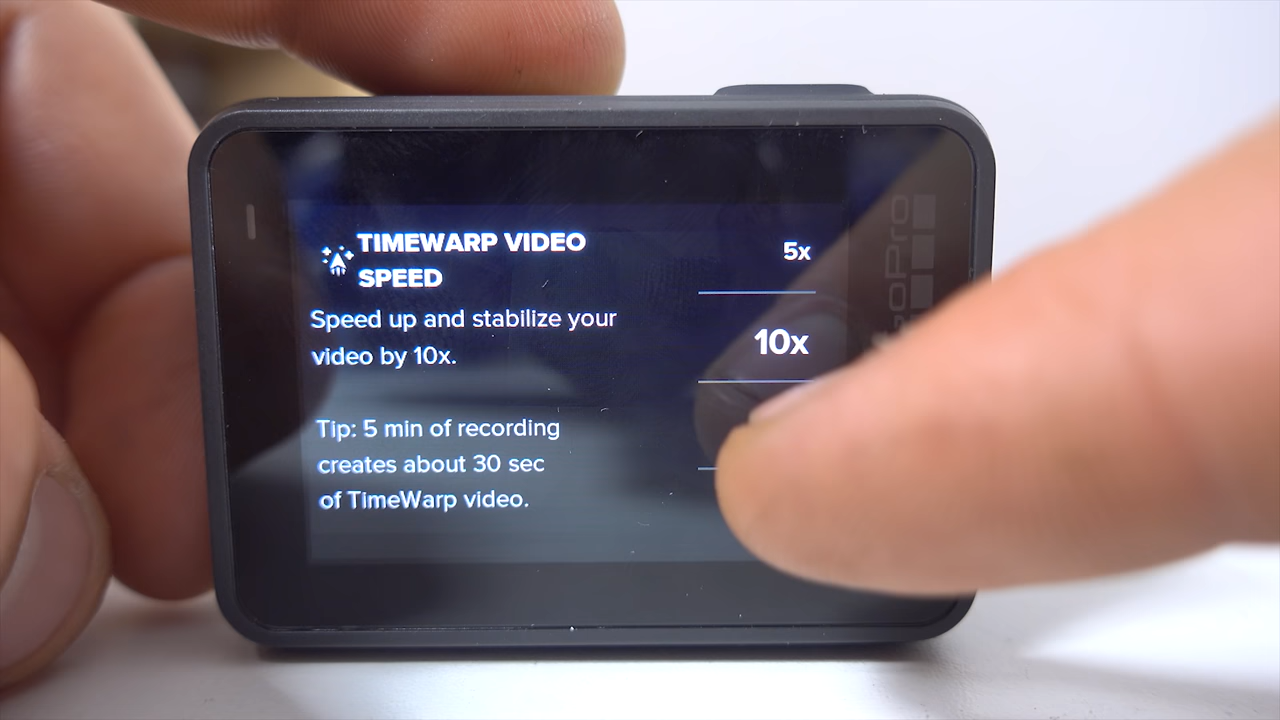 TIMEWARP VIDEO
SPEED
Speed up and stabilize your
video by 10x.
Tip: 5 min of recording
creates about 30 sec
of TimeWarp video.
5x
10x
GoPro